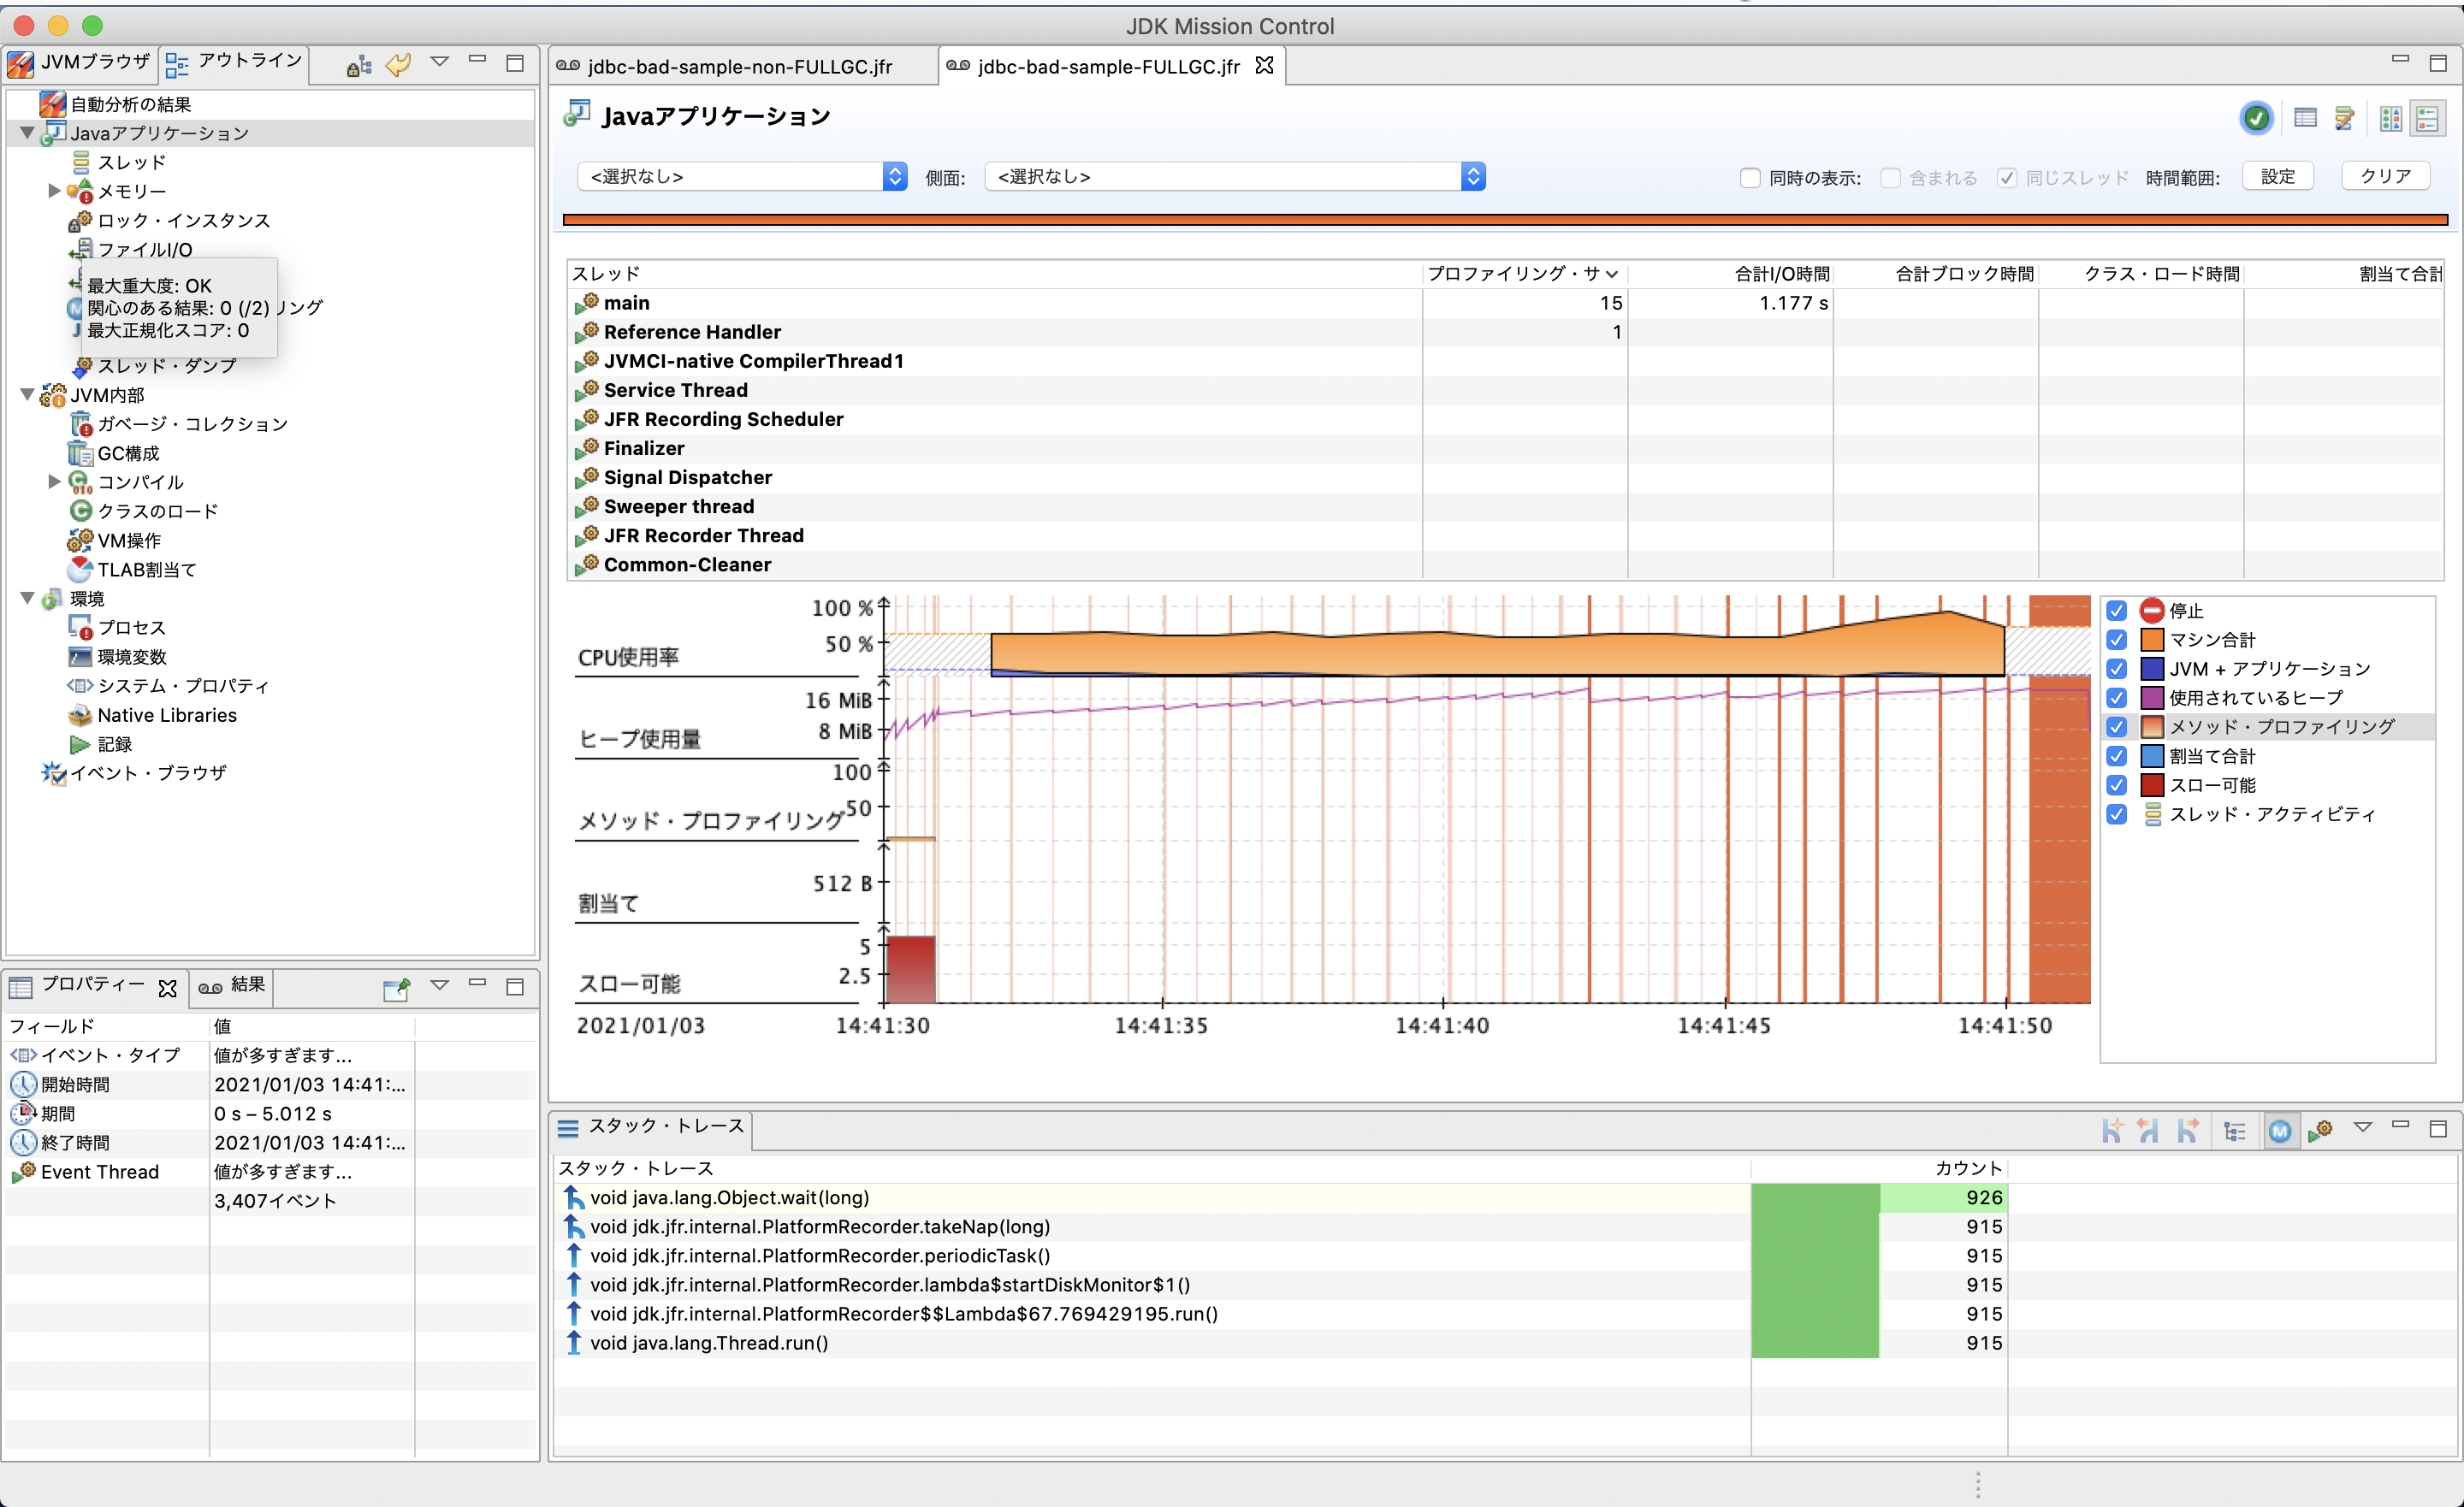 JDK Mission Control
JVMブラウザ
アウトライン
自動分析の結果
Javaアプリケーション
スレッド
メモリー
ロック・インスタンス
ファイルI/O
最大重大度: OK
関心のある結果: 0 (/2)
リング
最大正規化スコア: 0
スレッド・ダンプ
JVM内部
ガベージ・コレクション
GC構成
コンパイル
クラスのロード
VM操作
TLAB割当て
環境
プロセス
環境変数
システム・プロパティ
Native Libraries
記録
イベント・ブラウザ
プロパティー
結果
フィールド 値
イベント・タイプ 値が多すぎます...
開始時間 2021/01/03 14:41:...
期間 0 s – 5.012 s
終了時間 2021/01/03 14:41:...
Event Thread 値が多すぎます...
3,407イベント
jdbc-bad-sample-non-FULLGC.jfr
jdbc-bad-sample-FULLGC.jfr
Javaアプリケーション
<選択なし> 側面: <選択なし>
同時の表示: 含まれる 同じスレッド 時間範囲: 設定 クリア
スレッド プロファイリング・サ 合計I/O時間 合計ブロック時間 クラス・ロード時間 割当て合計
main 15 1.177 s
Reference Handler 1
JVMCI-native CompilerThread1
Service Thread
JFR Recording Scheduler
Finalizer
Signal Dispatcher
Sweeper thread
JFR Recorder Thread
Common-Cleaner
100 %
50 %
CPU使用率
16 MiB
8 MiB
ヒープ使用量
100
50
メソッド・プロファイリング
512 B
割当て
5
2.5
スロー可能
2021/01/03 14:41:30 14:41:35 14:41:40 14:41:45 14:41:50
停止
マシン合計
JVM + アプリケーション
使用されているヒープ
メソッド・プロファイリング
割当て合計
スロー可能
スレッド・アクティビティ
スタック・トレース
スタック・トレース カウント
void java.lang.Object.wait(long) 926
void jdk.jfr.internal.PlatformRecorder.takeNap(long) 915
void jdk.jfr.internal.PlatformRecorder.periodicTask() 915
void jdk.jfr.internal.PlatformRecorder.lambda$startDiskMonitor$1() 915
void jdk.jfr.internal.PlatformRecorder$$Lambda$67.769429195.run() 915
void java.lang.Thread.run() 915